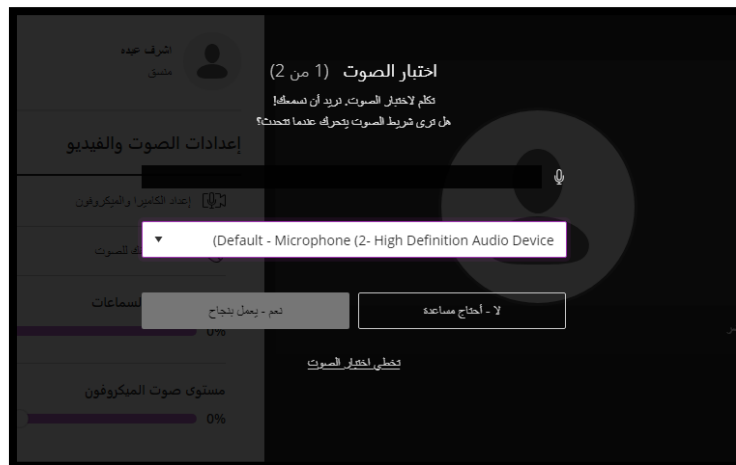 اشرف عبده
منسق
إعدادات الصوت والفيديو
إعداد الكاميرا والميكروفون
للصوت
السماعات
0%
مستوى صوت الميكروفون
0%
اختبار الصوت (1 من 2)
تكلم لاختبار الصوت. نريد أن نسمعك!
هل ترى شريط الصوت يتحرك عندما تتحدث؟
(Default - Microphone (2- High Definition Audio Device
لا - أحتاج مساعدة
نعم - يعمل بنجاح
تخطي اختبار الصوت